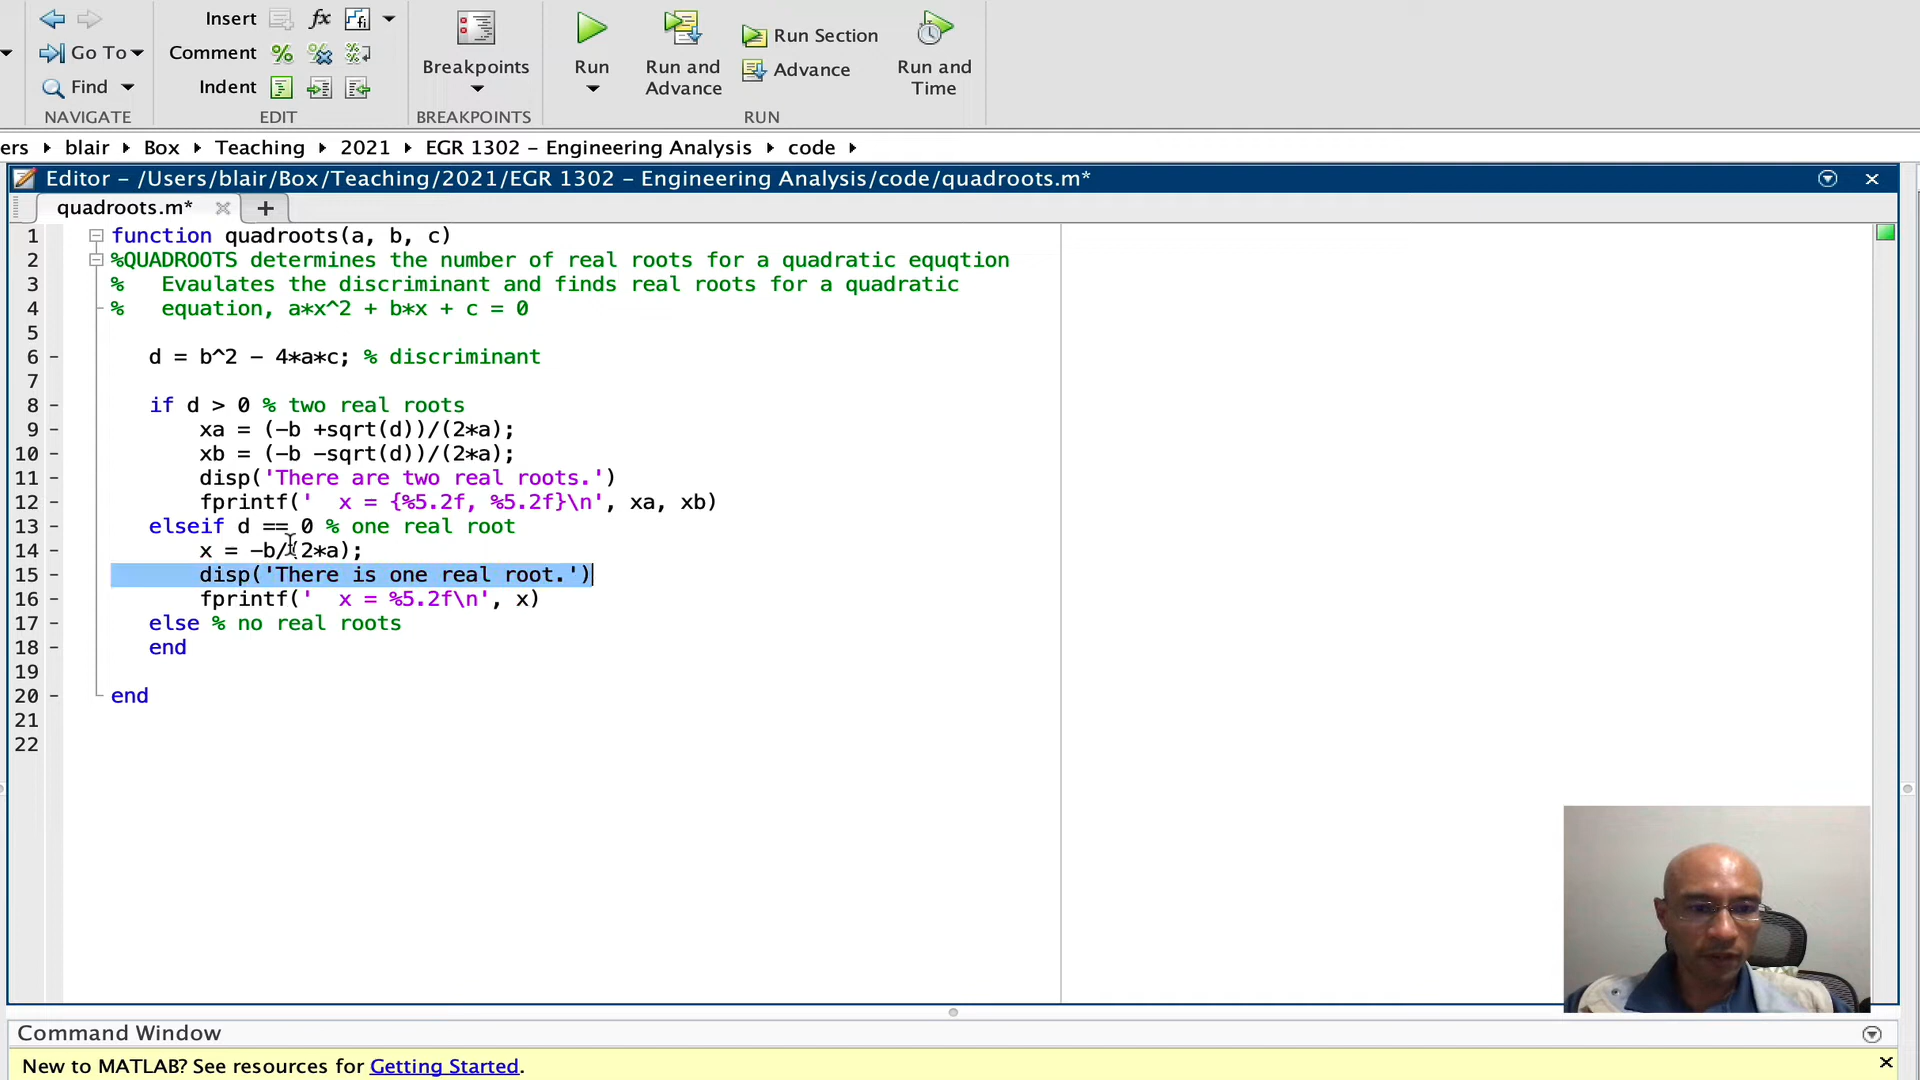 Insert fx
Go To
Comment
Find
Indent
Breakpoints
Run
Run and Advance
Run Section
Advance
Run and Time
NAVIGATE
EDIT
BREAKPOINTS
RUN
ers blair Box Teaching 2021 EGR 1302 - Engineering Analysis code
Editor - /Users/blair/Box/Teaching/2021/EGR 1302 - Engineering Analysis/code/quadroots.m*
quadroots.m*
1 function quadroots(a, b, c)
2 %QUADROOTS determines the number of real roots for a quadratic equqtion
3 % Evaulates the discriminant and finds real roots for a quadratic
4 % equation, a*x^2 + b*x + c = 0
5
6 - d = b^2 - 4*a*c; % discriminant
7
8 - if d > 0 % two real roots
9 - xa = (-b +sqrt(d))/(2*a);
10 - xb = (-b -sqrt(d))/(2*a);
11 - disp('There are two real roots.')
12 - fprintf('  x = {%5.2f, %5.2f}\n', xa, xb)
13 - elseif d == 0 % one real root
14 - x = -b/(2*a);
15 - disp('There is one real root.')
16 - fprintf('  x = %5.2f\n', x)
17 - else % no real roots
18 - end
19
20 - end
21
22
Command Window
New to MATLAB? See resources for Getting Started.